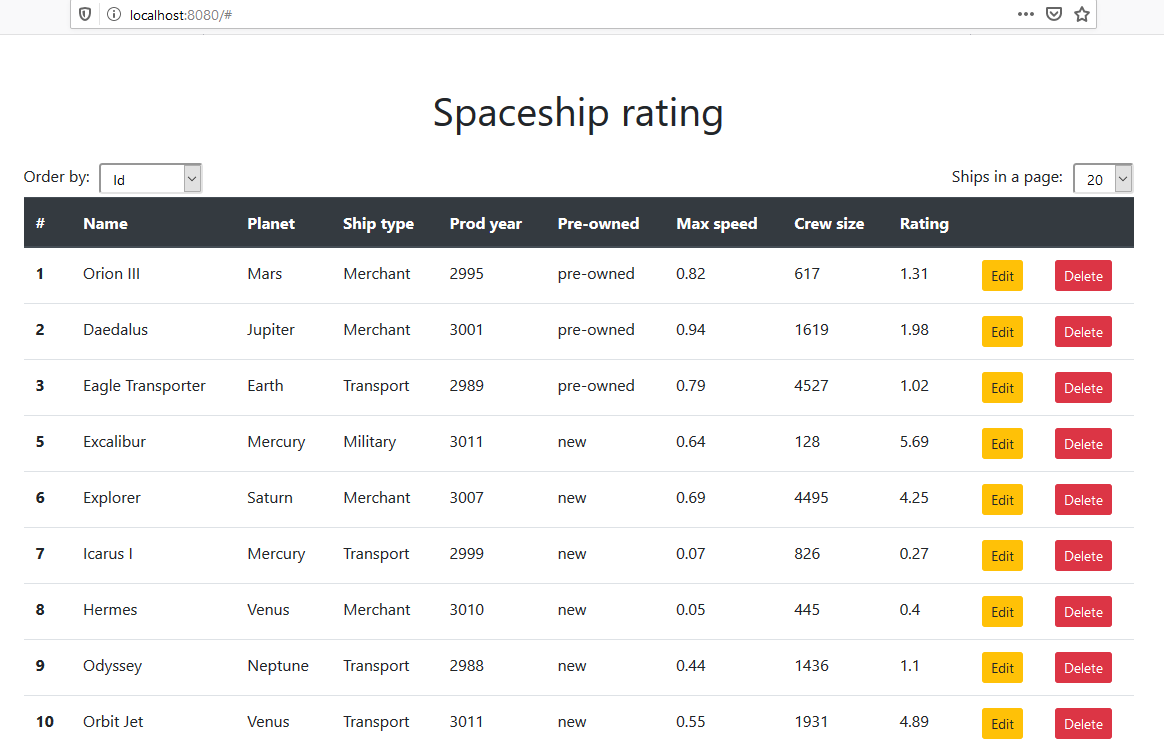 localhost:8080/#
Spaceship rating
Order by: Id Ships in a page: 20
# Name Planet Ship type Prod year Pre-owned Max speed Crew size Rating
1 Orion III Mars Merchant 2995 pre-owned 0.82 617 1.31 Edit Delete
2 Daedalus Jupiter Merchant 3001 pre-owned 0.94 1619 1.98 Edit Delete
3 Eagle Transporter Earth Transport 2989 pre-owned 0.79 4527 1.02 Edit Delete
5 Excalibur Mercury Military 3011 new 0.64 128 5.69 Edit Delete
6 Explorer Saturn Merchant 3007 new 0.69 4495 4.25 Edit Delete
7 Icarus I Mercury Transport 2999 new 0.07 826 0.27 Edit Delete
8 Hermes Venus Merchant 3010 new 0.05 445 0.4 Edit Delete
9 Odyssey Neptune Transport 2988 new 0.44 1436 1.1 Edit Delete
10 Orbit Jet Venus Transport 3011 new 0.55 1931 4.89 Edit Delete